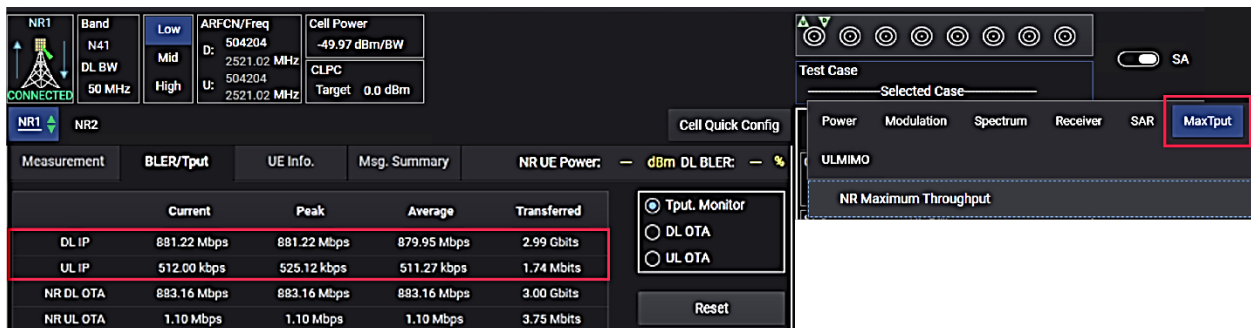 NR1
CONNECTED
Band
N41
DL BW
50 MHz
Low
Mid
High
ARFCN/Freq
D: 504204
2521.02 MHz
U: 504204
2521.02 MHz
Cell Power
-49.97 dBm/BW
CLPC
Target 0.0 dBm
NR1 NR2
Cell Quick Config
Measurement BLER/Tput UE Info. Msg. Summary NR UE Power: – dBm DL BLER: – %
Current Peak Average Transferred
DL IP 881.22 Mbps 881.22 Mbps 879.95 Mbps 2.99 Gbits
UL IP 512.00 kbps 525.12 kbps 511.27 kbps 1.74 Mbits
NR DL OTA 883.16 Mbps 883.16 Mbps 883.16 Mbps 3.00 Gbits
NR UL OTA 1.10 Mbps 1.10 Mbps 1.10 Mbps 3.75 Mbits
Tput. Monitor
DL OTA
UL OTA
Reset
SA
Test Case
Selected Case
Power Modulation Spectrum Receiver SAR MaxTput
ULMIMO
NR Maximum Throughput